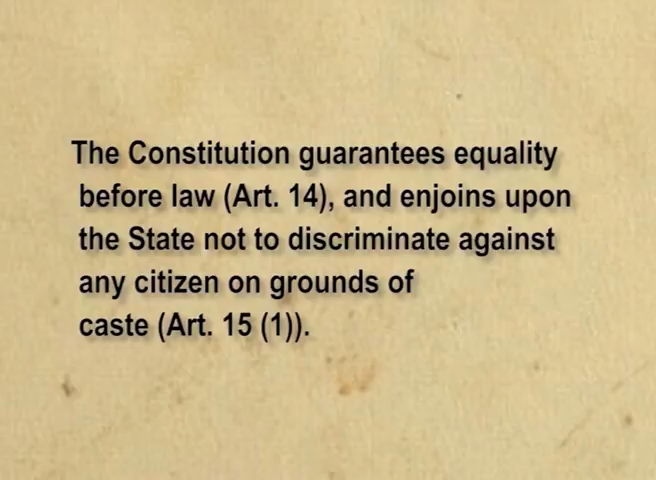 The Constitution guarantees equality
before law (Art. 14), and enjoins upon
the State not to discriminate against
any citizen on grounds of
caste (Art. 15 (1)).